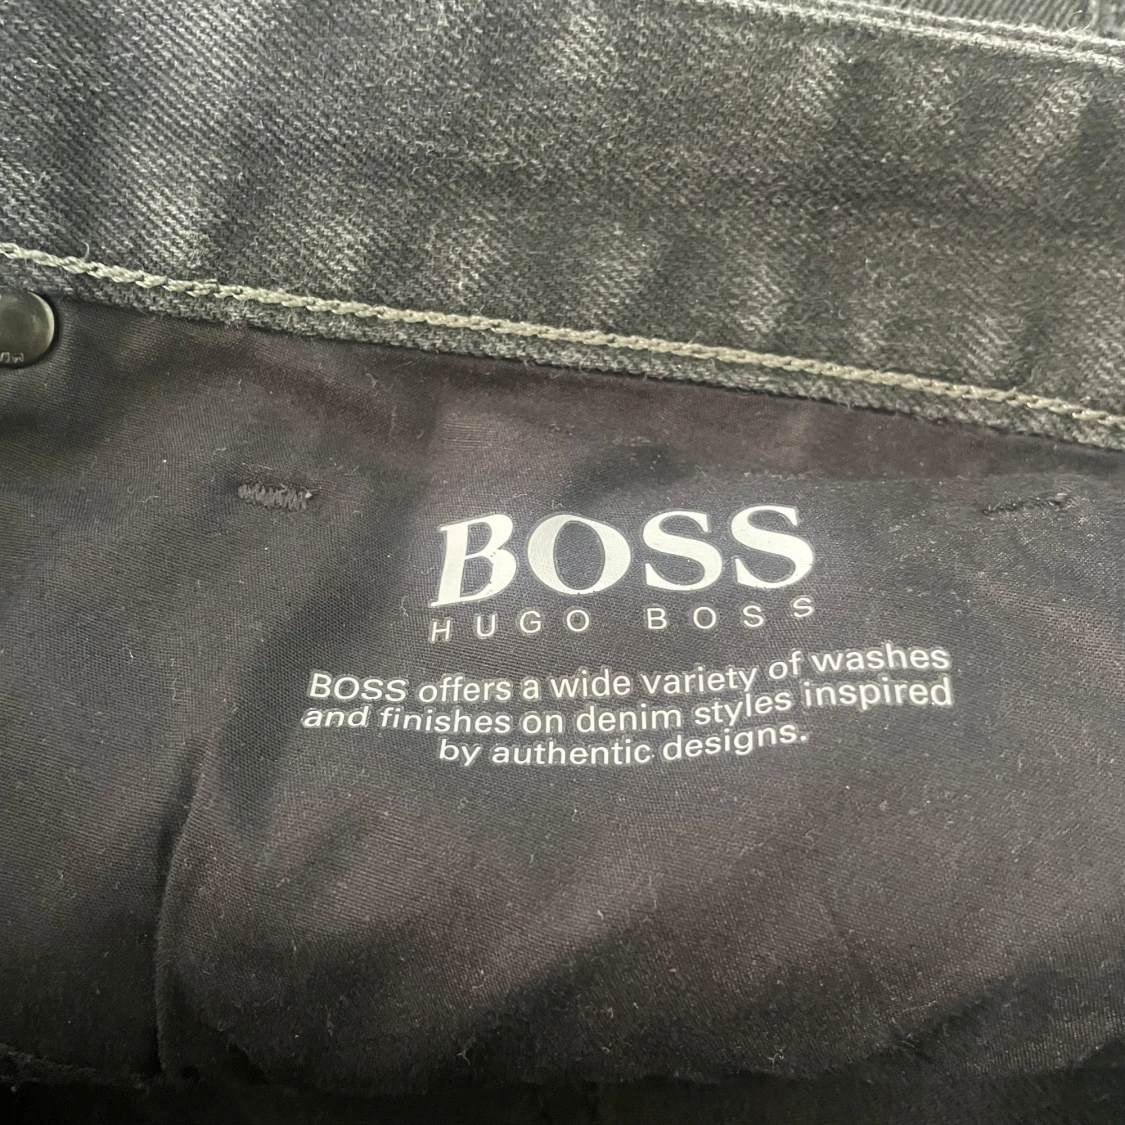 BOSS
HUGO BOSS
BOSS offers a wide variety of washes
and finishes on denim styles inspired
by authentic designs.